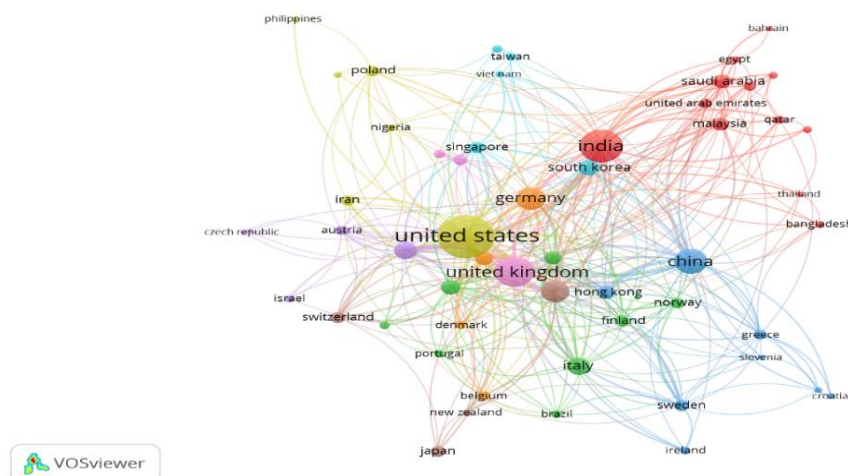 philippines
bahrain
taiwan
egypt
poland
viet nam
saudi arabia
united arab emirates
qatar
malaysia
nigeria
india
singapore
south korea
thailand
germany
iran
bangladesh
czech republic
austria
united states
china
united kingdom
hong kong
israel
norway
switzerland
finland
denmark
greece
portugal
slovenia
italy
belgium
croatia
sweden
new zealand
brazil
japan
ireland
VOSviewer